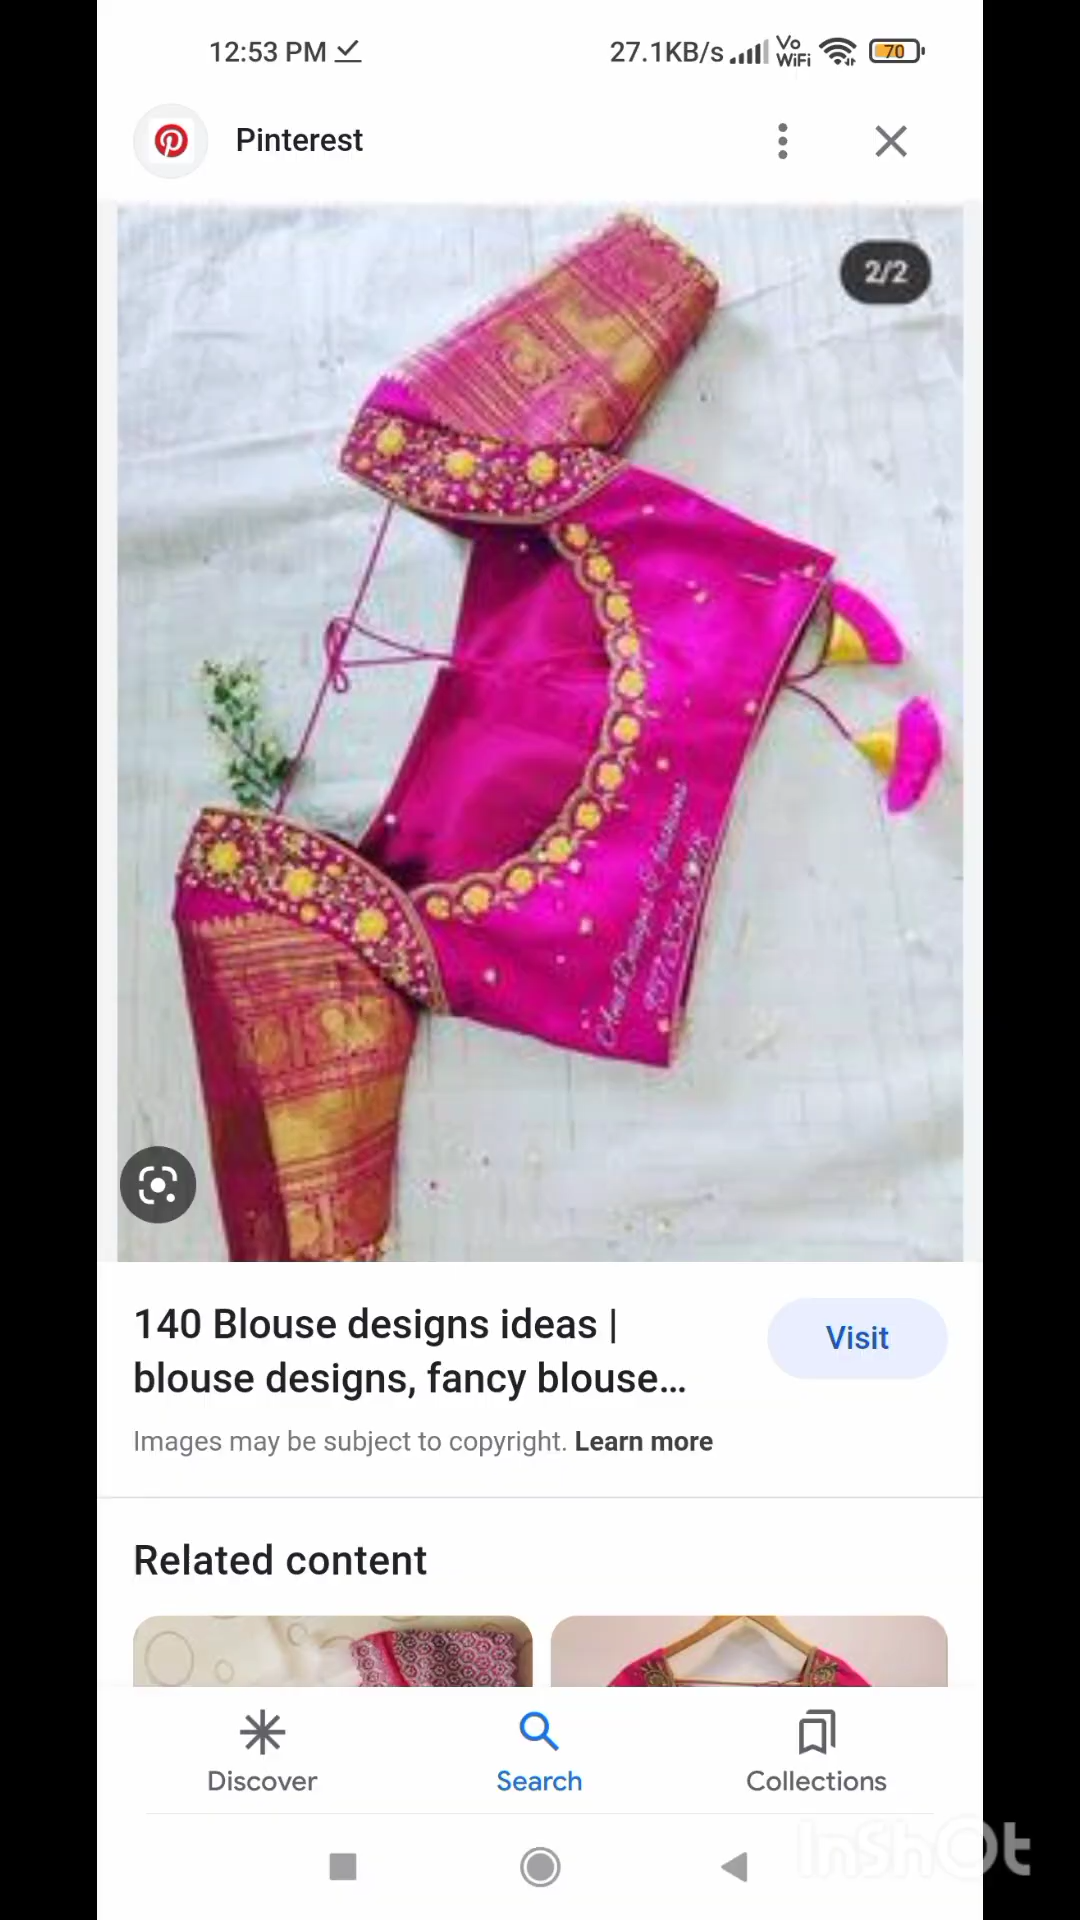 12:53 PM
27.1KB/s Vo WiFi 70
Pinterest
2/2
140 Blouse designs ideas |
blouse designs, fancy blouse...
Visit
Images may be subject to copyright. Learn more
Related content
Discover
Search
Collections
InShOt